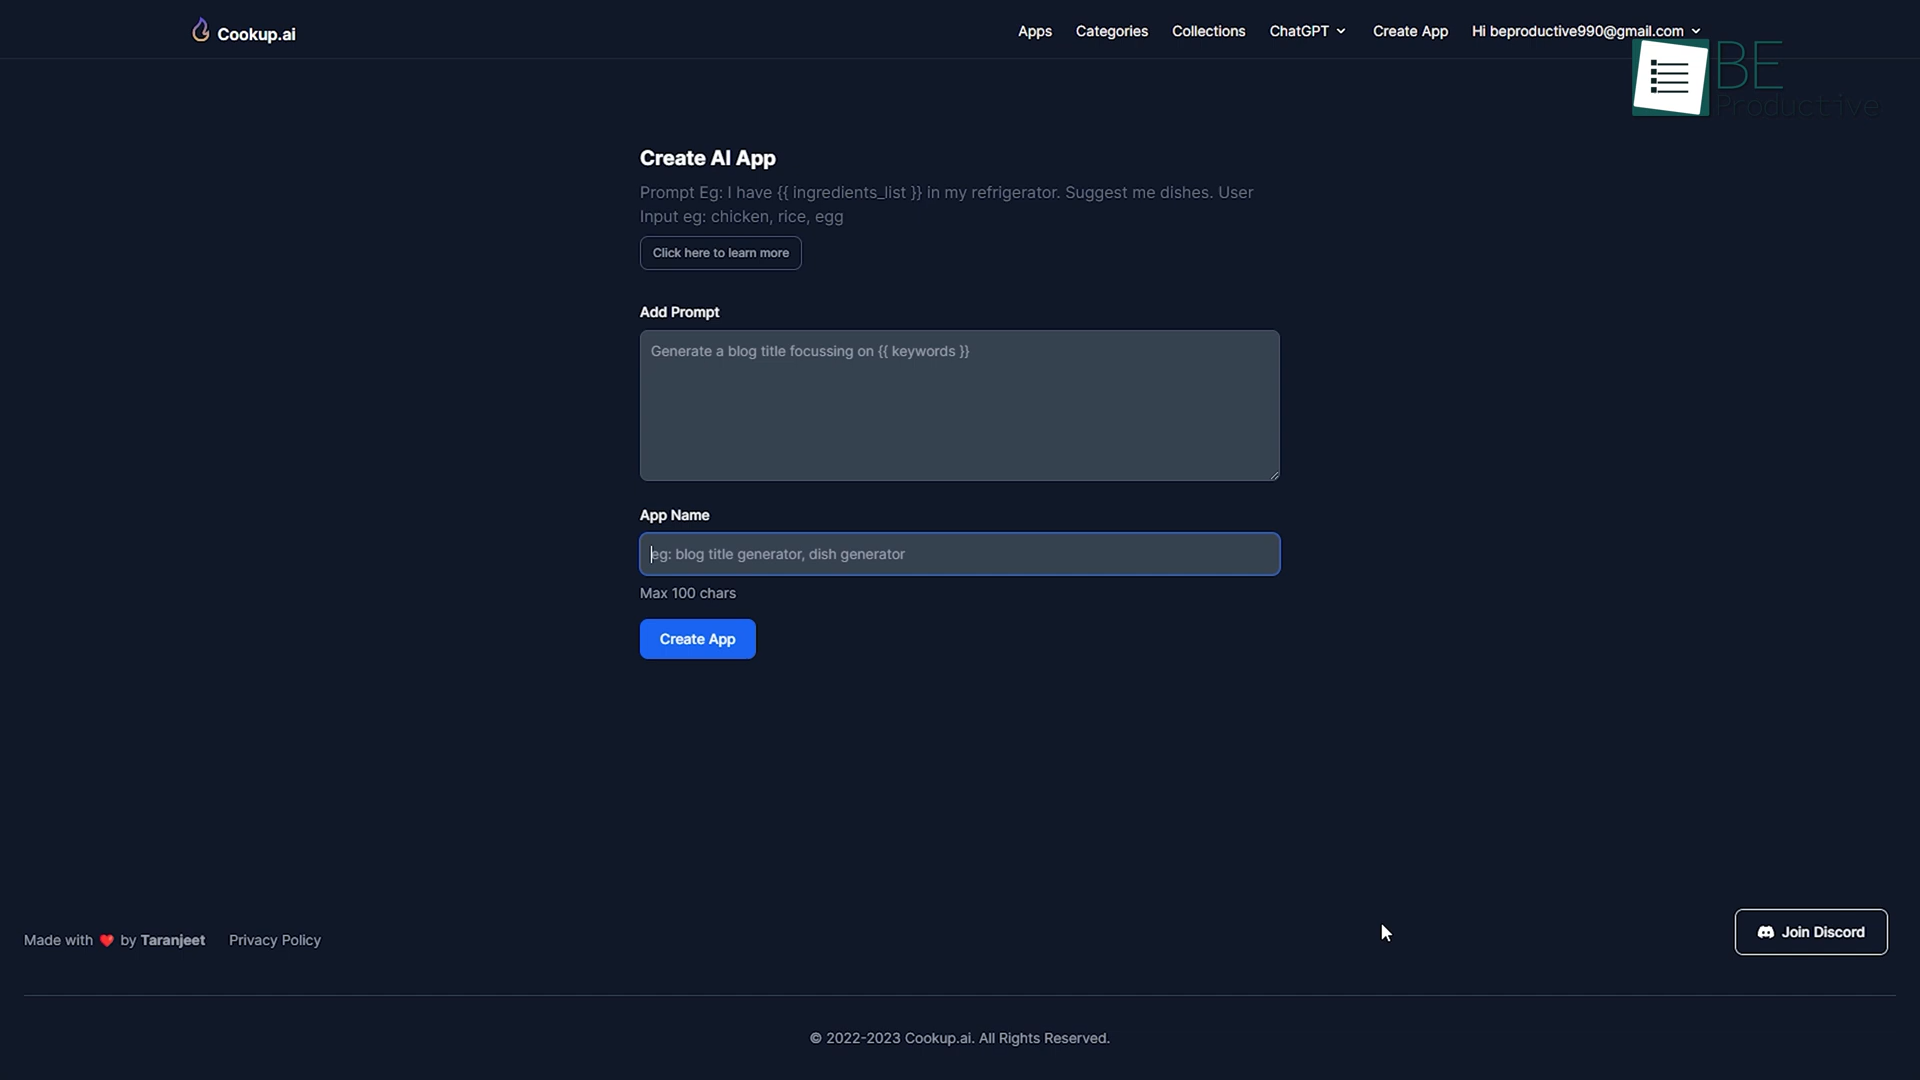 Cookup.ai
Apps Categories Collections ChatGPT Create App Hi beproductive990@gmail.com
BE
Productive
Create AI App
Prompt Eg: I have {{ ingredients_list }} in my refrigerator. Suggest me dishes. User
Input eg: chicken, rice, egg
Click here to learn more
Add Prompt
Generate a blog title focussing on {{ keywords }}
App Name
eg: blog title generator, dish generator
Max 100 chars
Create App
Made with ❤️ by Taranjeet Privacy Policy
Join Discord
© 2022-2023 Cookup.ai. All Rights Reserved.